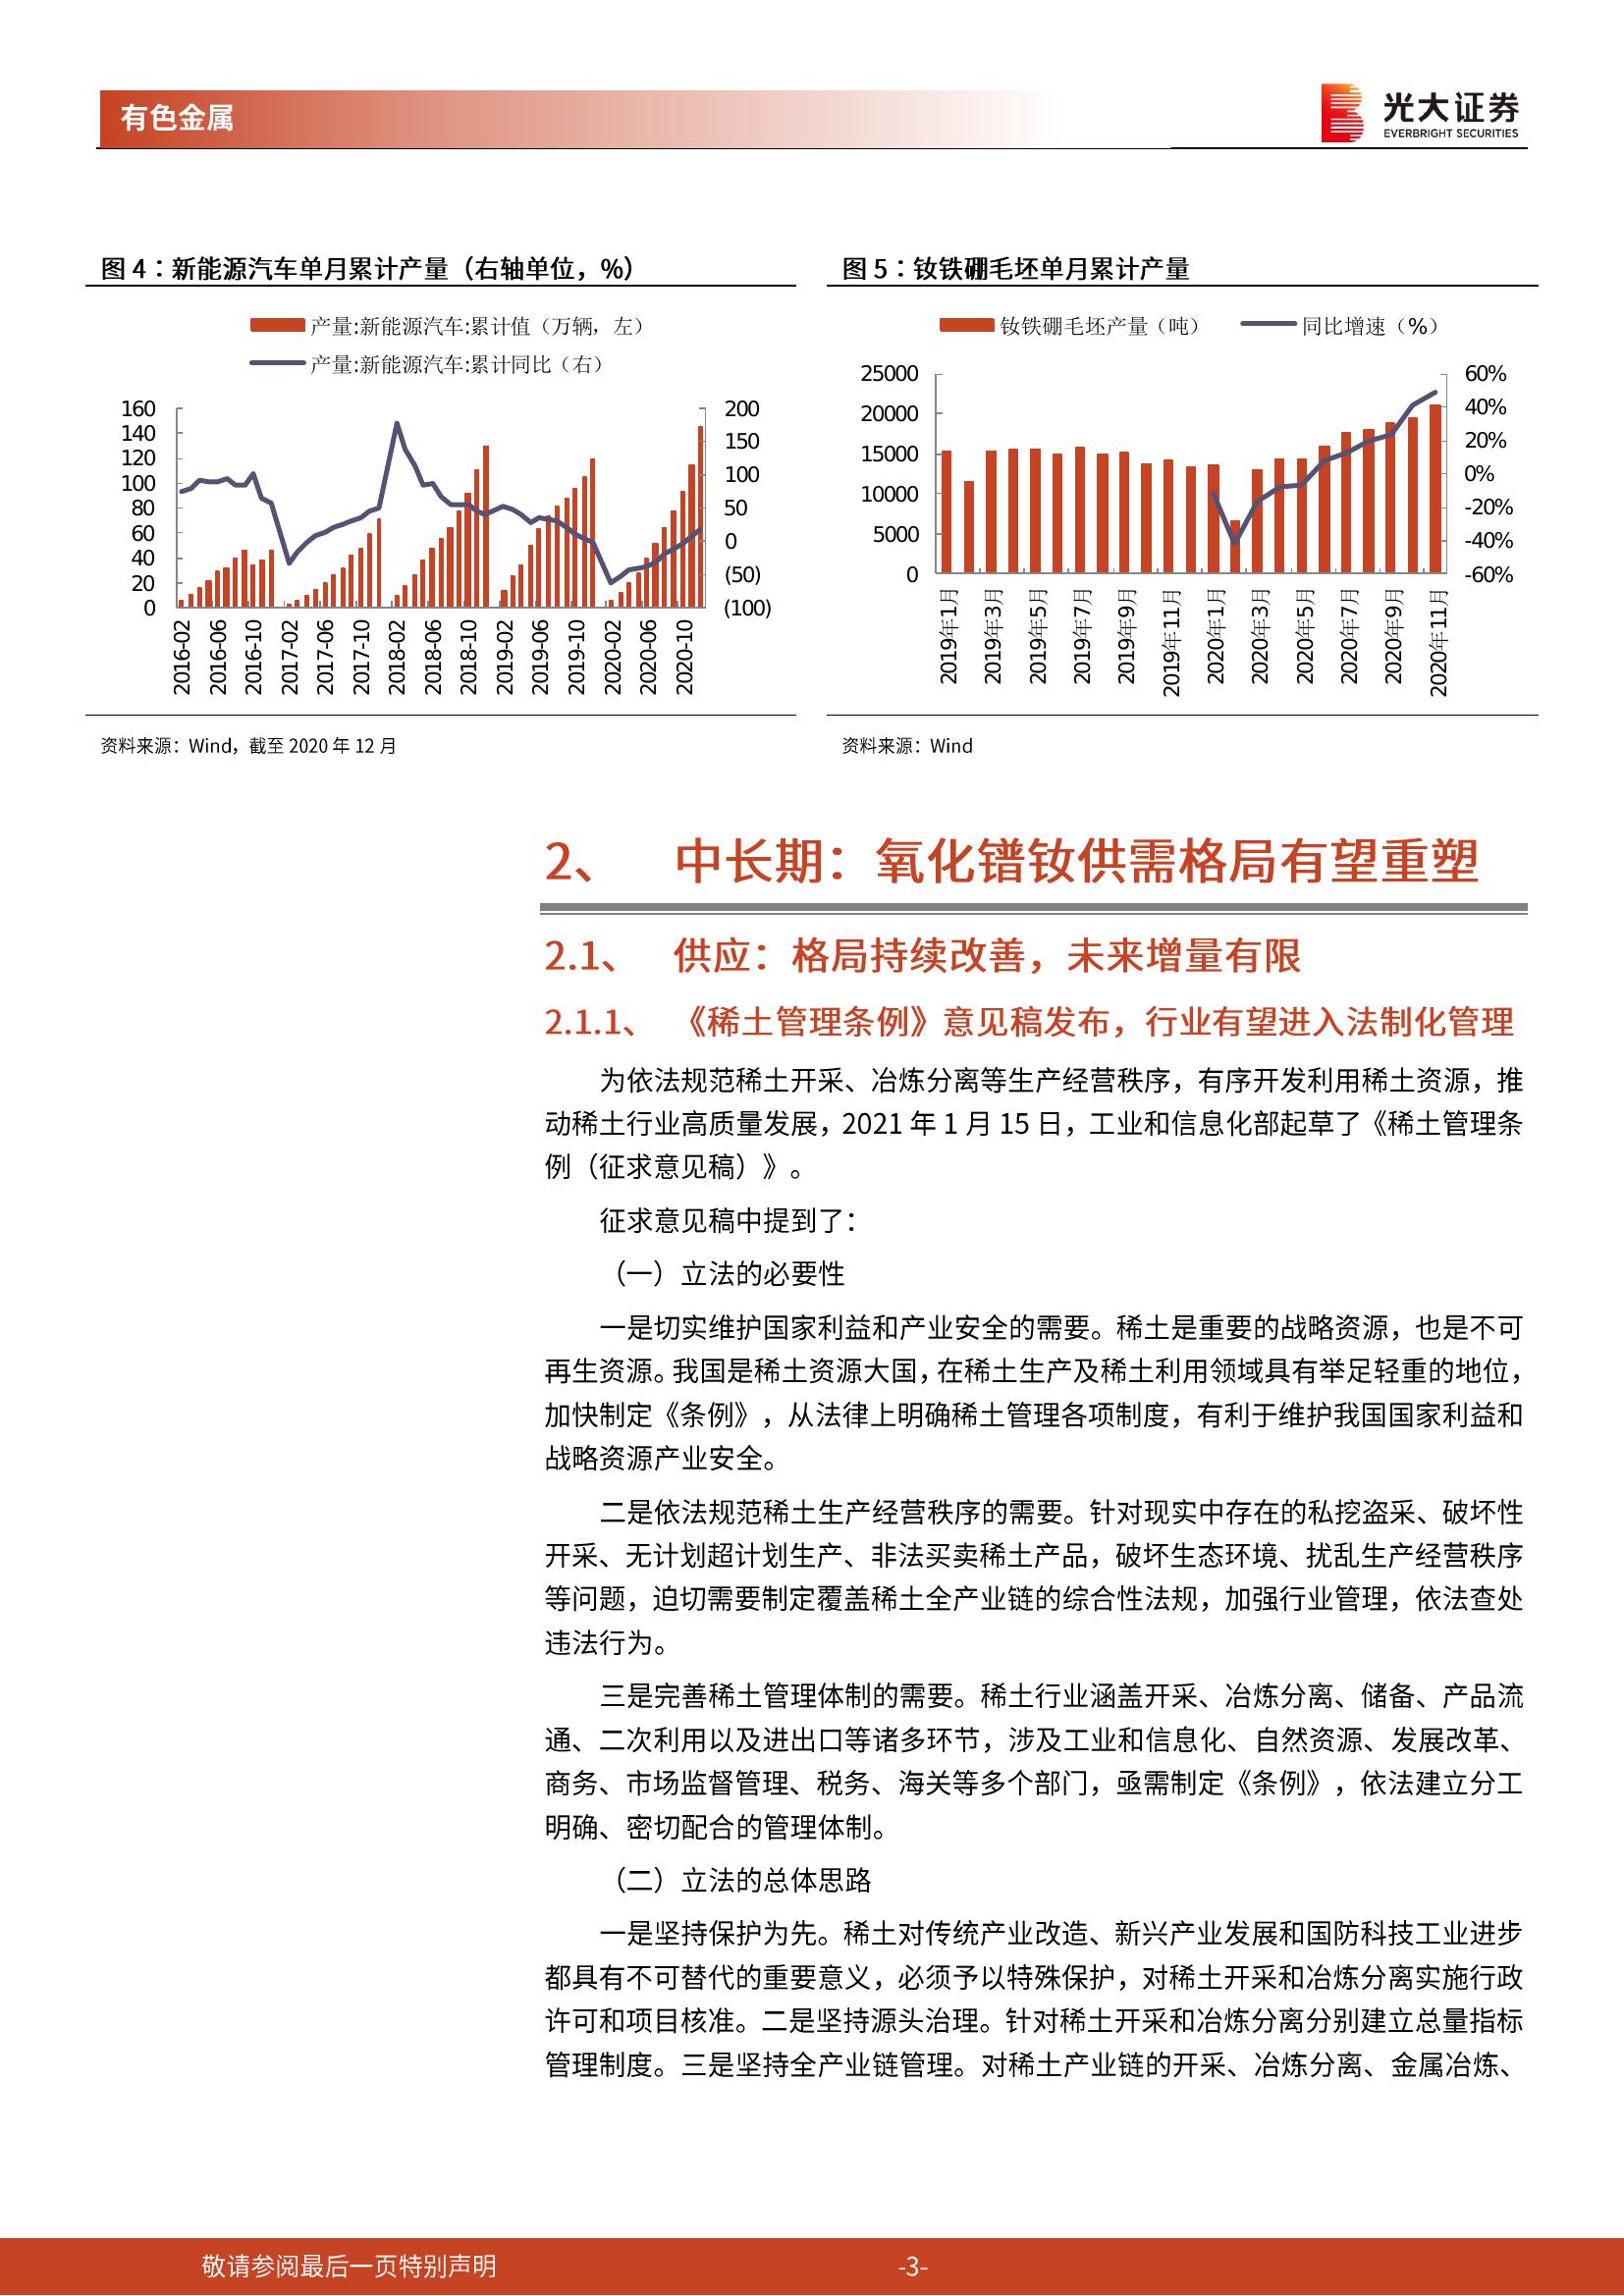 有色金属
光大证券
EVERBRIGHT SECURITIES
图 4：新能源汽车单月累计产量（右轴单位，%）
产量:新能源汽车:累计值（万辆，左）
产量:新能源汽车:累计同比（右）
160
140
120
100
80
60
40
20
0
200
150
100
50
0
(50)
(100)
2016-02
2016-06
2016-10
2017-02
2017-06
2017-10
2018-02
2018-06
2018-10
2019-02
2019-06
2019-10
2020-02
2020-06
2020-10
资料来源：Wind，截至 2020 年 12 月
图 5：钕铁硼毛坯单月累计产量
钕铁硼毛坯产量（吨）
同比增速（%）
25000
20000
15000
10000
5000
0
60%
40%
20%
0%
-20%
-40%
-60%
2019年1月
2019年3月
2019年5月
2019年7月
2019年9月
2019年11月
2020年1月
2020年3月
2020年5月
2020年7月
2020年9月
2020年11月
资料来源：Wind
2、 中长期：氧化镨钕供需格局有望重塑
2.1、 供应：格局持续改善，未来增量有限
2.1.1、 《稀土管理条例》意见稿发布，行业有望进入法制化管理
为依法规范稀土开采、冶炼分离等生产经营秩序，有序开发利用稀土资源，推
动稀土行业高质量发展，2021 年 1 月 15 日，工业和信息化部起草了《稀土管理条
例（征求意见稿）》。
征求意见稿中提到了：
（一）立法的必要性
一是切实维护国家利益和产业安全的需要。稀土是重要的战略资源，也是不可
再生资源。我国是稀土资源大国，在稀土生产及稀土利用领域具有举足轻重的地位，
加快制定《条例》，从法律上明确稀土管理各项制度，有利于维护我国国家利益和
战略资源产业安全。
二是依法规范稀土生产经营秩序的需要。针对现实中存在的私挖盗采、破坏性
开采、无计划超计划生产、非法买卖稀土产品，破坏生态环境、扰乱生产经营秩序
等问题，迫切需要制定覆盖稀土全产业链的综合性法规，加强行业管理，依法查处
违法行为。
三是完善稀土管理体制的需要。稀土行业涵盖开采、冶炼分离、储备、产品流
通、二次利用以及进出口等诸多环节，涉及工业和信息化、自然资源、发展改革、
商务、市场监督管理、税务、海关等多个部门，亟需制定《条例》，依法建立分工
明确、密切配合的管理体制。
（二）立法的总体思路
一是坚持保护为先。稀土对传统产业改造、新兴产业发展和国防科技工业进步
都具有不可替代的重要意义，必须予以特殊保护，对稀土开采和冶炼分离实施行政
许可和项目核准。二是坚持源头治理。针对稀土开采和冶炼分离分别建立总量指标
管理制度。三是坚持全产业链管理。对稀土产业链的开采、冶炼分离、金属冶炼、
敬请参阅最后一页特别声明
-3-